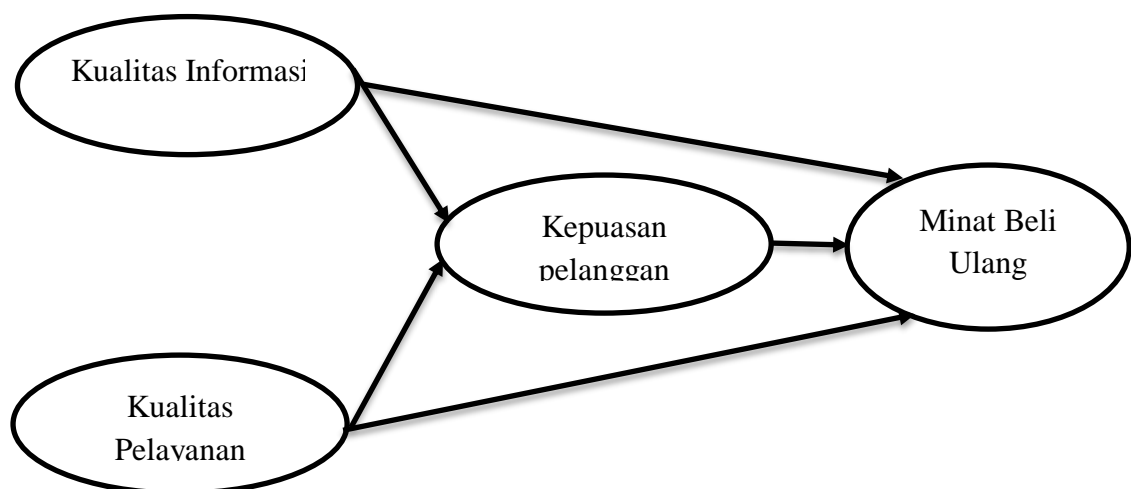 Kualitas Informasi
Kepuasan
pelanggan
Minat Beli
Ulang
Kualitas
Pelayanan